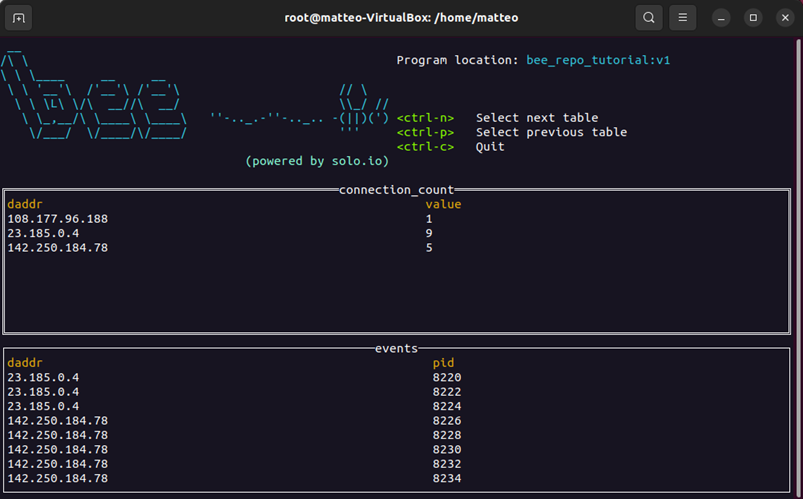 root@matteo-VirtualBox: /home/matteo
Program location: bee_repo_tutorial:v1
<ctrl-n> Select next table
<ctrl-p> Select previous table
<ctrl-c> Quit
(powered by solo.io)
connection_count
daddr value
108.177.96.188 1
23.185.0.4 9
142.250.184.78 5
events
daddr pid
23.185.0.4 8220
23.185.0.4 8222
23.185.0.4 8224
142.250.184.78 8226
142.250.184.78 8228
142.250.184.78 8230
142.250.184.78 8232
142.250.184.78 8234